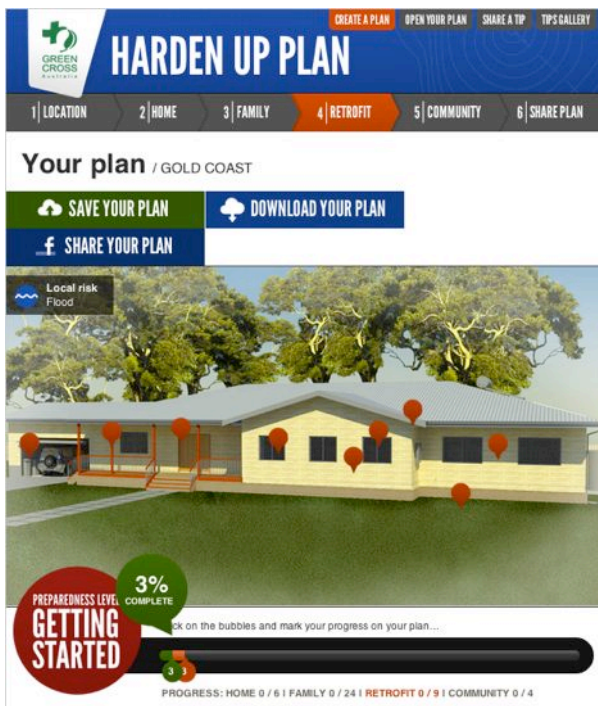 CREATE A PLAN OPEN YOUR PLAN SHARE A TIP TIPS GALLERY
GREEN
CROSS
Australia
HARDEN UP PLAN
1 LOCATION 2 HOME 3 FAMILY 4 RETROFIT 5 COMMUNITY 6 SHARE PLAN
Your plan / GOLD COAST
SAVE YOUR PLAN DOWNLOAD YOUR PLAN
f SHARE YOUR PLAN
Local risk
Flood
3%
COMPLETE
PREPAREDNESS LEVEL
GETTING
STARTED
ck on the bubbles and mark your progress on your plan...
3 3
PROGRESS: HOME 0 / 6 I FAMILY 0 / 24 I RETROFIT 0 / 9 I COMMUNITY 0 / 4